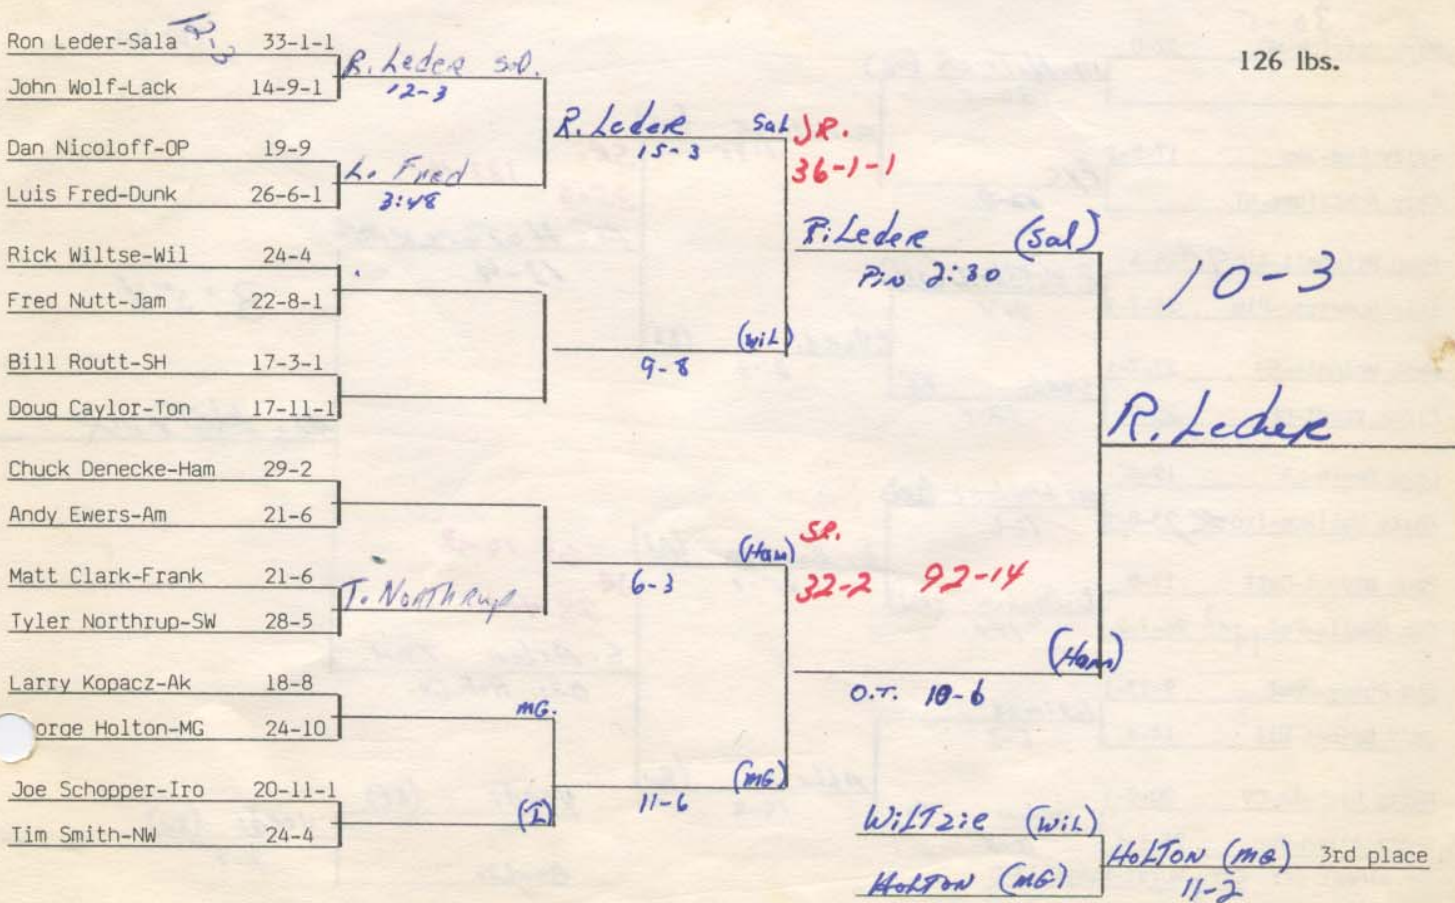 126 lbs.
Ron Leder-Sala 33-1-1
12-3
John Wolf-Lack 14-9-1
Dan Nicoloff-OP 19-9
Luis Fred-Dunk 26-6-1
Rick Wiltse-Wil 24-4
Fred Nutt-Jam 22-8-1
Bill Routt-SH 17-3-1
Doug Caylor-Ton 17-11-1
Chuck Denecke-Ham 29-2
Andy Ewers-Am 21-6
Matt Clark-Frank 21-6
Tyler Northrup-SW 28-5
Larry Kopacz-Ak 18-8
orge Holton-MG 24-10
Joe Schopper-Iro 20-11-1
Tim Smith-NW 24-4
R. Leder S.D.
12-3
L. Fred
3:48
T. Northrup
MG.
(I)
R. Leder Sal
15-3
(Wil)
9-8
(Ham)
6-3
(MG)
11-6
JR.
36-1-1
SR.
32-2 92-14
R. Leder (Sal)
Pin 2:30
(Ham)
O.T. 10-6
10-3
R. Leder
Wiltzie (Wil)
Holton (MG)
Holton (MG) 3rd place
11-2